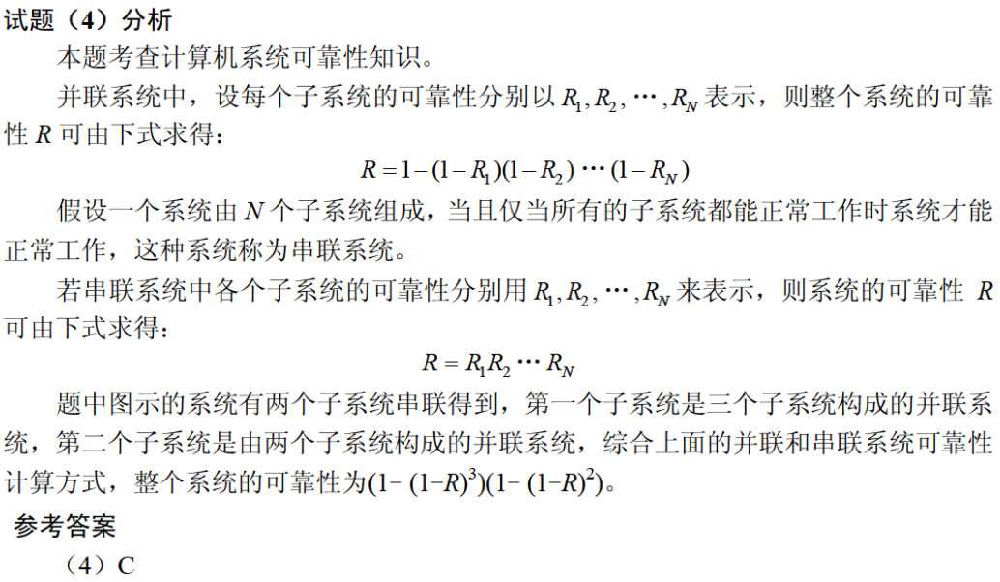 试题（4）分析
本题考查计算机系统可靠性知识。
并联系统中，设每个子系统的可靠性分别以 R₁,R₂,⋯,R_N 表示，则整个系统的可靠
性 R 可由下式求得：
R=1−(1−R₁)(1−R₂)⋯(1−R_N)
假设一个系统由 N 个子系统组成，当且仅当所有的子系统都能正常工作时系统才能
正常工作，这种系统称为串联系统。
若串联系统中各个子系统的可靠性分别用 R₁,R₂,⋯,R_N 来表示，则系统的可靠性 R
可由下式求得：
R = R₁R₂⋯R_N
题中图示的系统有两个子系统串联得到，第一个子系统是三个子系统构成的并联系
统，第二个子系统是由两个子系统构成的并联系统，综合上面的并联和串联系统可靠性
计算方式，整个系统的可靠性为(1− (1−R)³)(1− (1−R)²)。
参考答案
（4）C